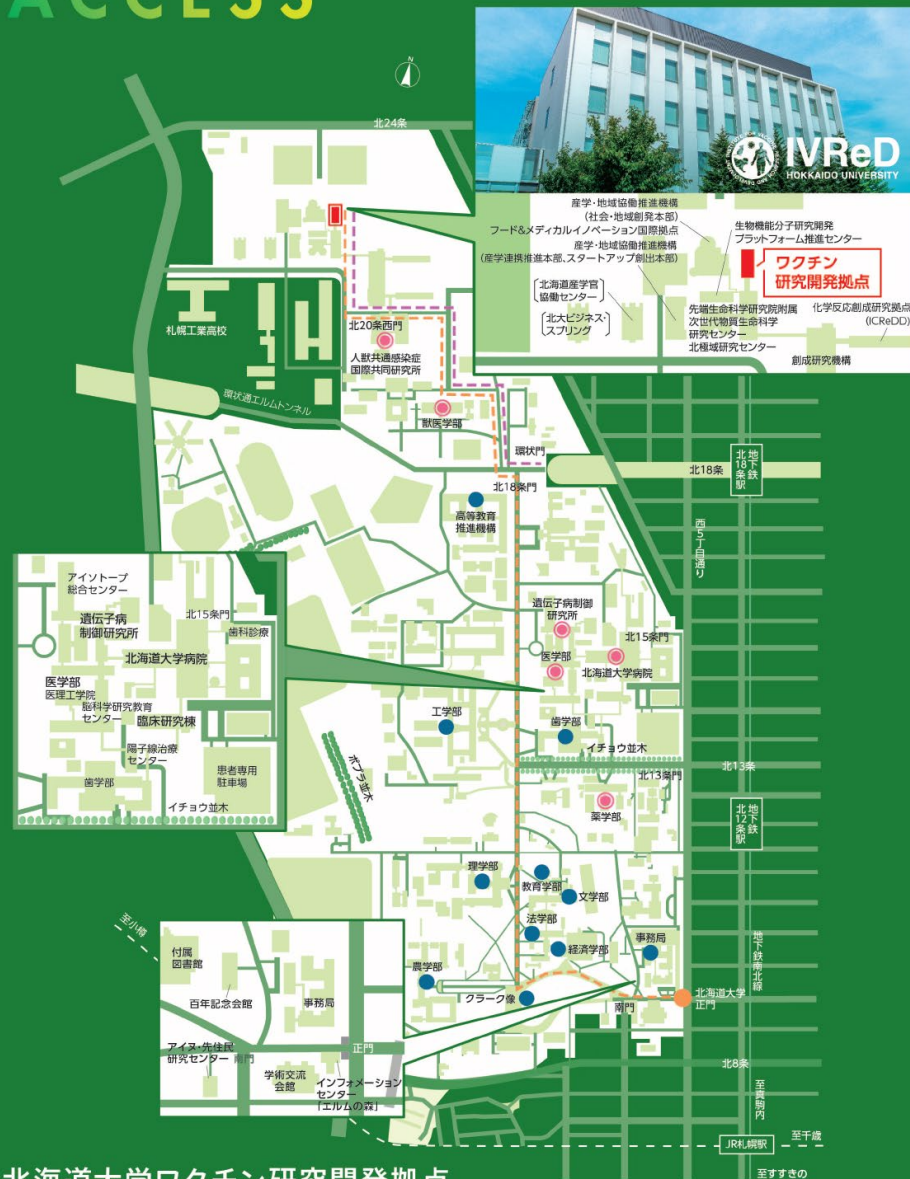 ACCESS
N
北24条
IVReD
HOKKAIDO UNIVERSITY
産学・地域協働推進機構
(社会・地域創発本部)
フード&メディカルイノベーション国際拠点
産学・地域協働推進機構
(産学連携推進本部、スタートアップ創出本部)
生物機能分子研究開発
プラットフォーム推進センター
ワクチン
研究開発拠点
北海道産学官
協働センター
北大ビジネス・
スプリング
先端生命科学研究院附属
次世代物質生命科学
研究センター
北極域研究センター
化学反応創成研究拠点
(ICReDD)
創成研究機構
札幌工業高校
北20条西門
人獣共通感染症
国際共同研究所
環状通エルムトンネル
獣医学部
環状門
北18条
地下鉄
北18条駅
北18条門
高等教育
推進機構
西5丁目通り
アイソトープ
総合センター
遺伝子病
制御研究所
北15条門
歯科診療
北海道大学病院
医学部
医理工学院
脳科学研究教育
センター
臨床研究棟
陽子線治療
センター
歯学部
患者専用
駐車場
イチョウ並木
遺伝子病制御
研究所
北15条門
医学部
北海道大学病院
工学部
歯学部
イチョウ並木
ポプラ並木
北13条
北13条門
薬学部
地下鉄
北12条駅
理学部
教育学部
文学部
法学部
経済学部
事務局
地下鉄南北線
至小樽
農学部
クラーク像
南門
北海道大学
正門
付属
図書館
百年記念会館
事務局
アイヌ・先住民
研究センター
南門
正門
学術交流
会館
インフォメーション
センター
「エルムの森」
北8条
至真駒内
JR札幌駅
至千歳
至すすきの
北海道大学ワクチン研究開発拠点